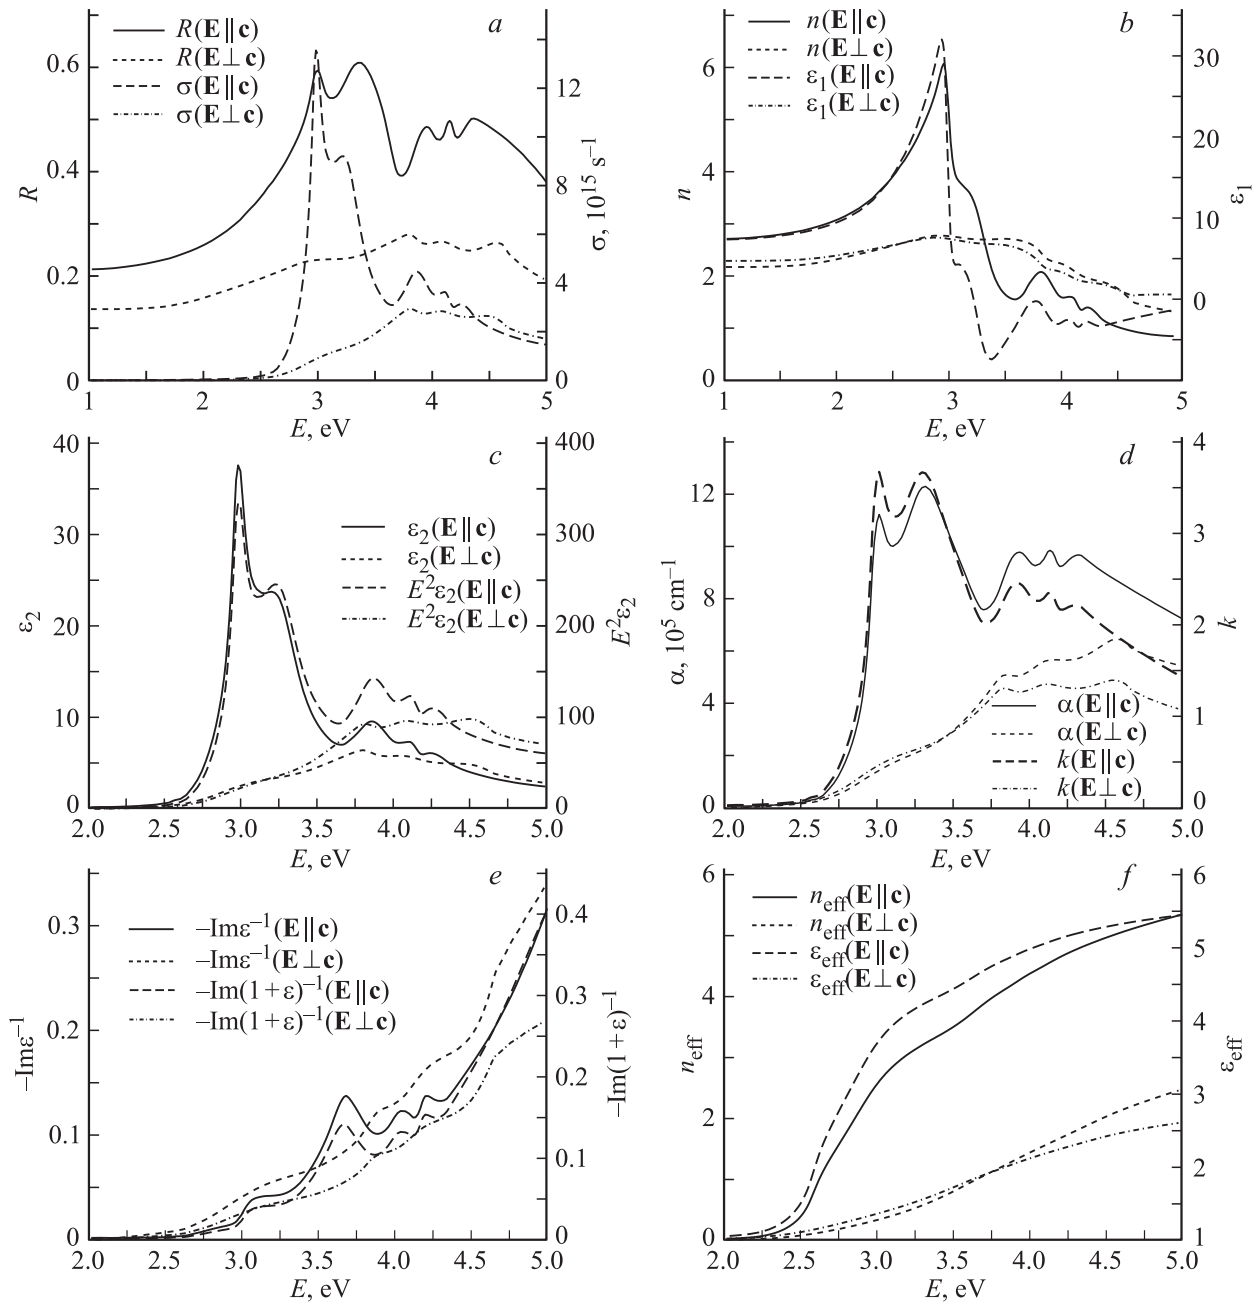 a
R(E∥c)
R(E⊥c)
σ(E∥c)
σ(E⊥c)
0.6
0.4
0.2
0
R
12
8
4
0
σ, 10¹⁵ s⁻¹
1 2 3 4 5
E, eV
b
n(E∥c)
n(E⊥c)
ε₁(E∥c)
ε₁(E⊥c)
6
4
2
0
n
30
20
10
0
ε₁
1 2 3 4 5
E, eV
c
ε₂(E∥c)
ε₂(E⊥c)
E²ε₂(E∥c)
E²ε₂(E⊥c)
40
30
20
10
0
ε₂
400
300
200
100
0
E²ε₂
2.0 2.5 3.0 3.5 4.0 4.5 5.0
E, eV
d
12
8
4
0
α, 10⁵ cm⁻¹
4
3
2
1
0
k
α(E∥c)
α(E⊥c)
k(E∥c)
k(E⊥c)
2.0 2.5 3.0 3.5 4.0 4.5 5.0
E, eV
e
–Imε⁻¹(E∥c)
–Imε⁻¹(E⊥c)
–Im(1+ε)⁻¹(E∥c)
–Im(1+ε)⁻¹(E⊥c)
0.3
0.2
0.1
0
–Imε⁻¹
0.4
0.3
0.2
0.1
0
–Im(1+ε)⁻¹
2.0 2.5 3.0 3.5 4.0 4.5 5.0
E, eV
f
n_eff(E∥c)
n_eff(E⊥c)
ε_eff(E∥c)
ε_eff(E⊥c)
6
4
2
0
n_eff
6
5
4
3
2
1
ε_eff
2.0 2.5 3.0 3.5 4.0 4.5 5.0
E, eV